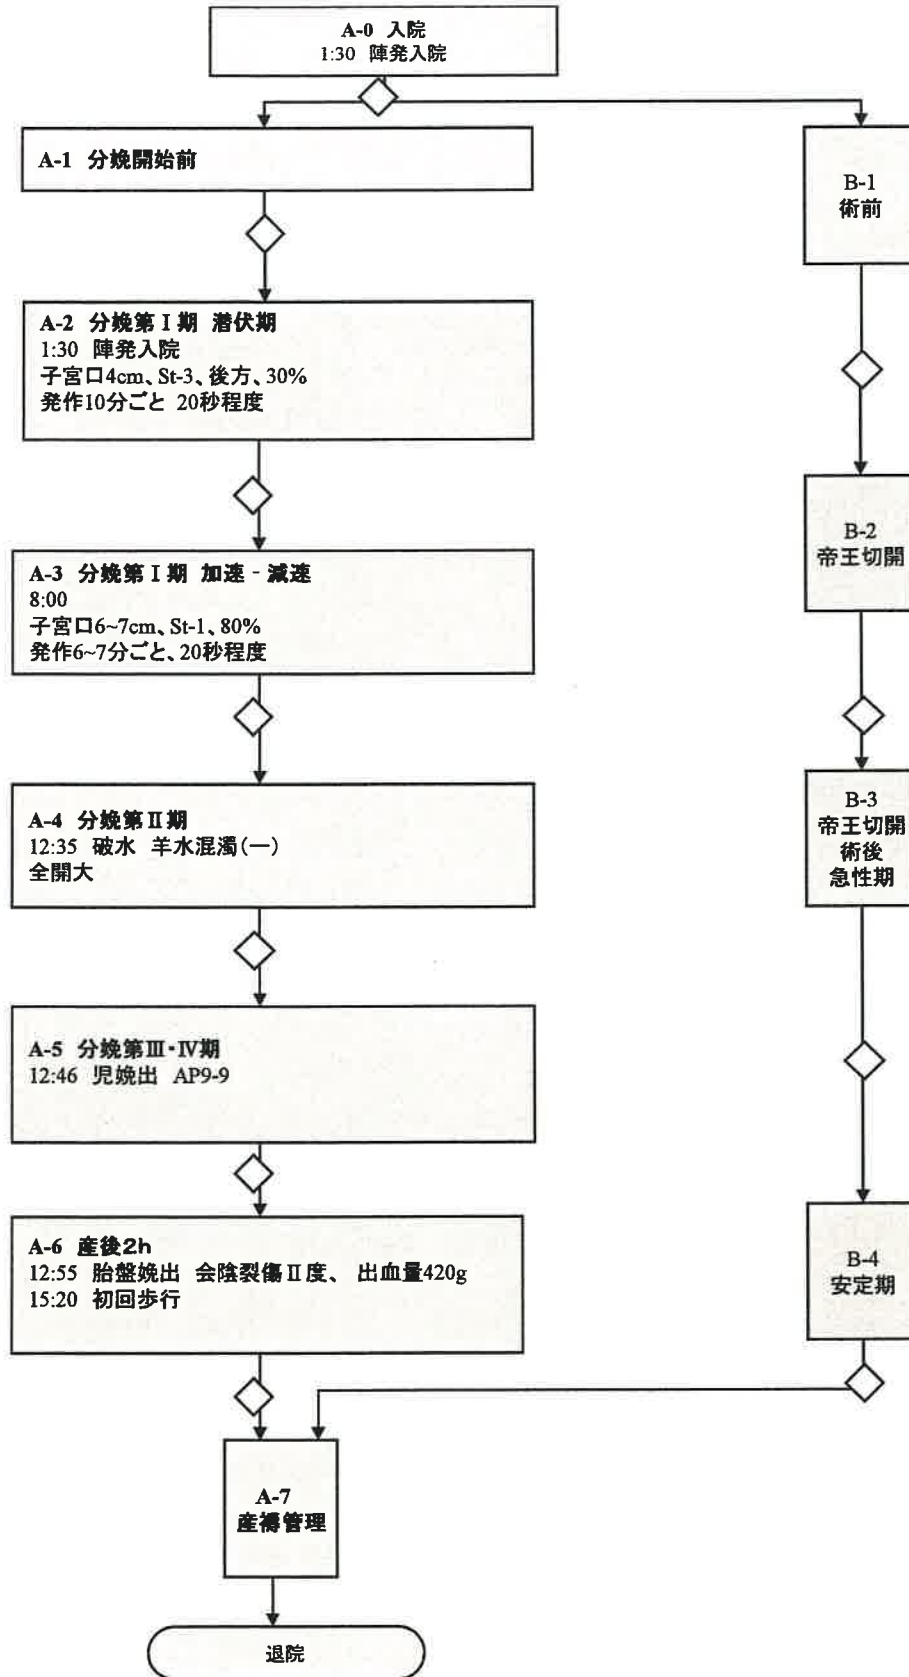 A-0 入院
1:30 陣発入院
A-1 分娩開始前
A-2 分娩第Ⅰ期 潜伏期
1:30 陣発入院
子宮口4cm、St-3、後方、30%
発作10分ごと 20秒程度
A-3 分娩第Ⅰ期 加速‐減速
8:00
子宮口6~7cm、St-1、80%
発作6~7分ごと、20秒程度
A-4 分娩第Ⅱ期
12:35 破水 羊水混濁(一)
全開大
A-5 分娩第Ⅲ・Ⅳ期
12:46 児娩出 AP9-9
A-6 産後2h
12:55 胎盤娩出 会陰裂傷Ⅱ度、 出血量420g
15:20 初回歩行
A-7
産褥管理
退院
B-1
術前
B-2
帝王切開
B-3
帝王切開
術後
急性期
B-4
安定期